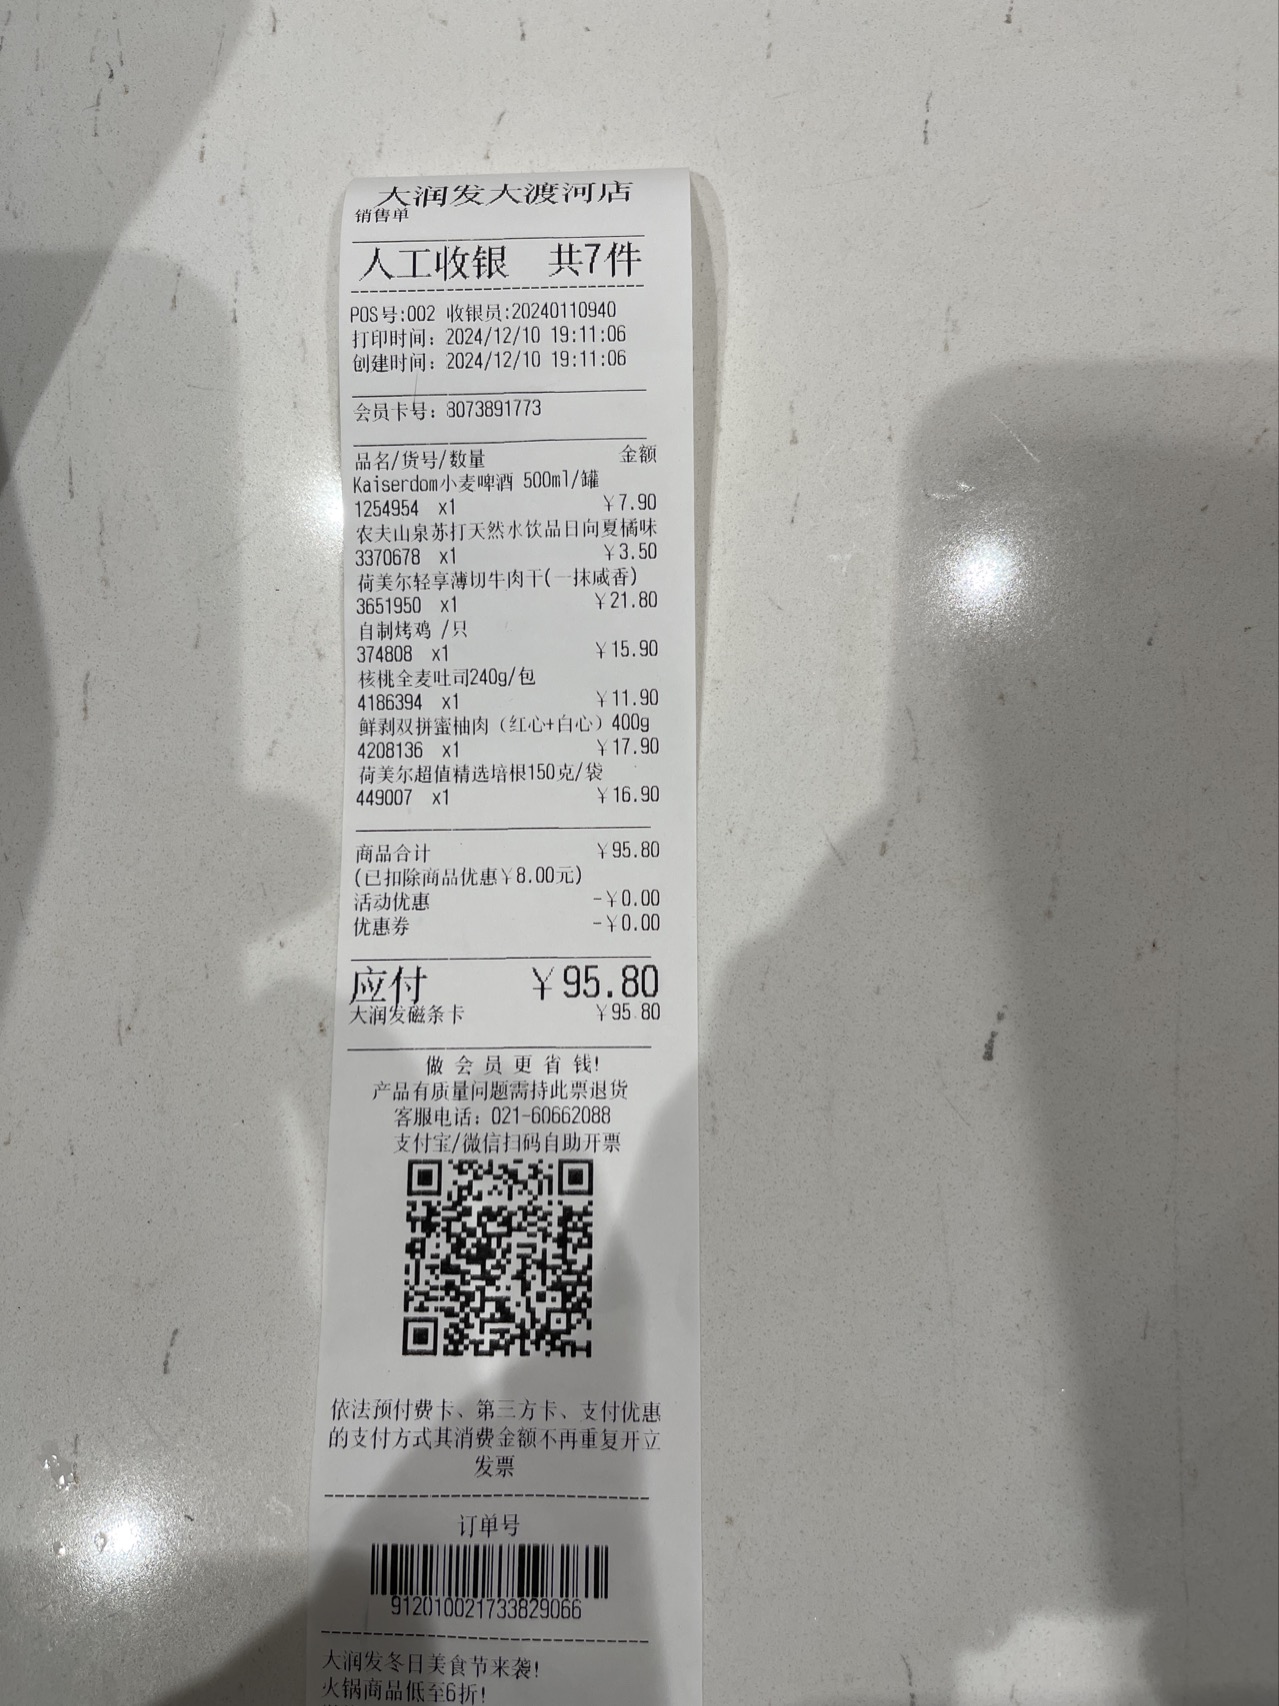 大润发大渡河店
销售单
人工收银 共7件
POS号:002 收银员:20240110940
打印时间: 2024/12/10 19:11:06
创建时间: 2024/12/10 19:11:06
会员卡号: 8073891773
品名/货号/数量 金额
Kaiserdom小麦啤酒 500ml/罐
1254954 x1 ￥7.90
农夫山泉苏打天然水饮品日向夏橘味
3370678 x1 ￥3.50
荷美尔轻享薄切牛肉干(一抹咸香)
3651950 x1 ￥21.80
自制烤鸡 /只
374808 x1 ￥15.90
核桃全麦吐司240g/包
4186394 x1 ￥11.90
鲜剥双拼蜜柚肉（红心+白心）400g
4208136 x1 ￥17.90
荷美尔超值精选培根150克/袋
449007 x1 ￥16.90
商品合计 ￥95.80
(已扣除商品优惠￥8.00元)
活动优惠 -￥0.00
优惠券 -￥0.00
应付 ￥95.80
大润发磁条卡 ￥95.80
做 会 员 更 省 钱!
产品有质量问题需持此票退货
客服电话: 021-60662088
支付宝/微信扫码自助开票
依法预付费卡、第三方卡、支付优惠
的支付方式其消费金额不再重复开立
发票
订单号
912010021733829066
大润发冬日美食节来袭!
火锅商品低至6折!